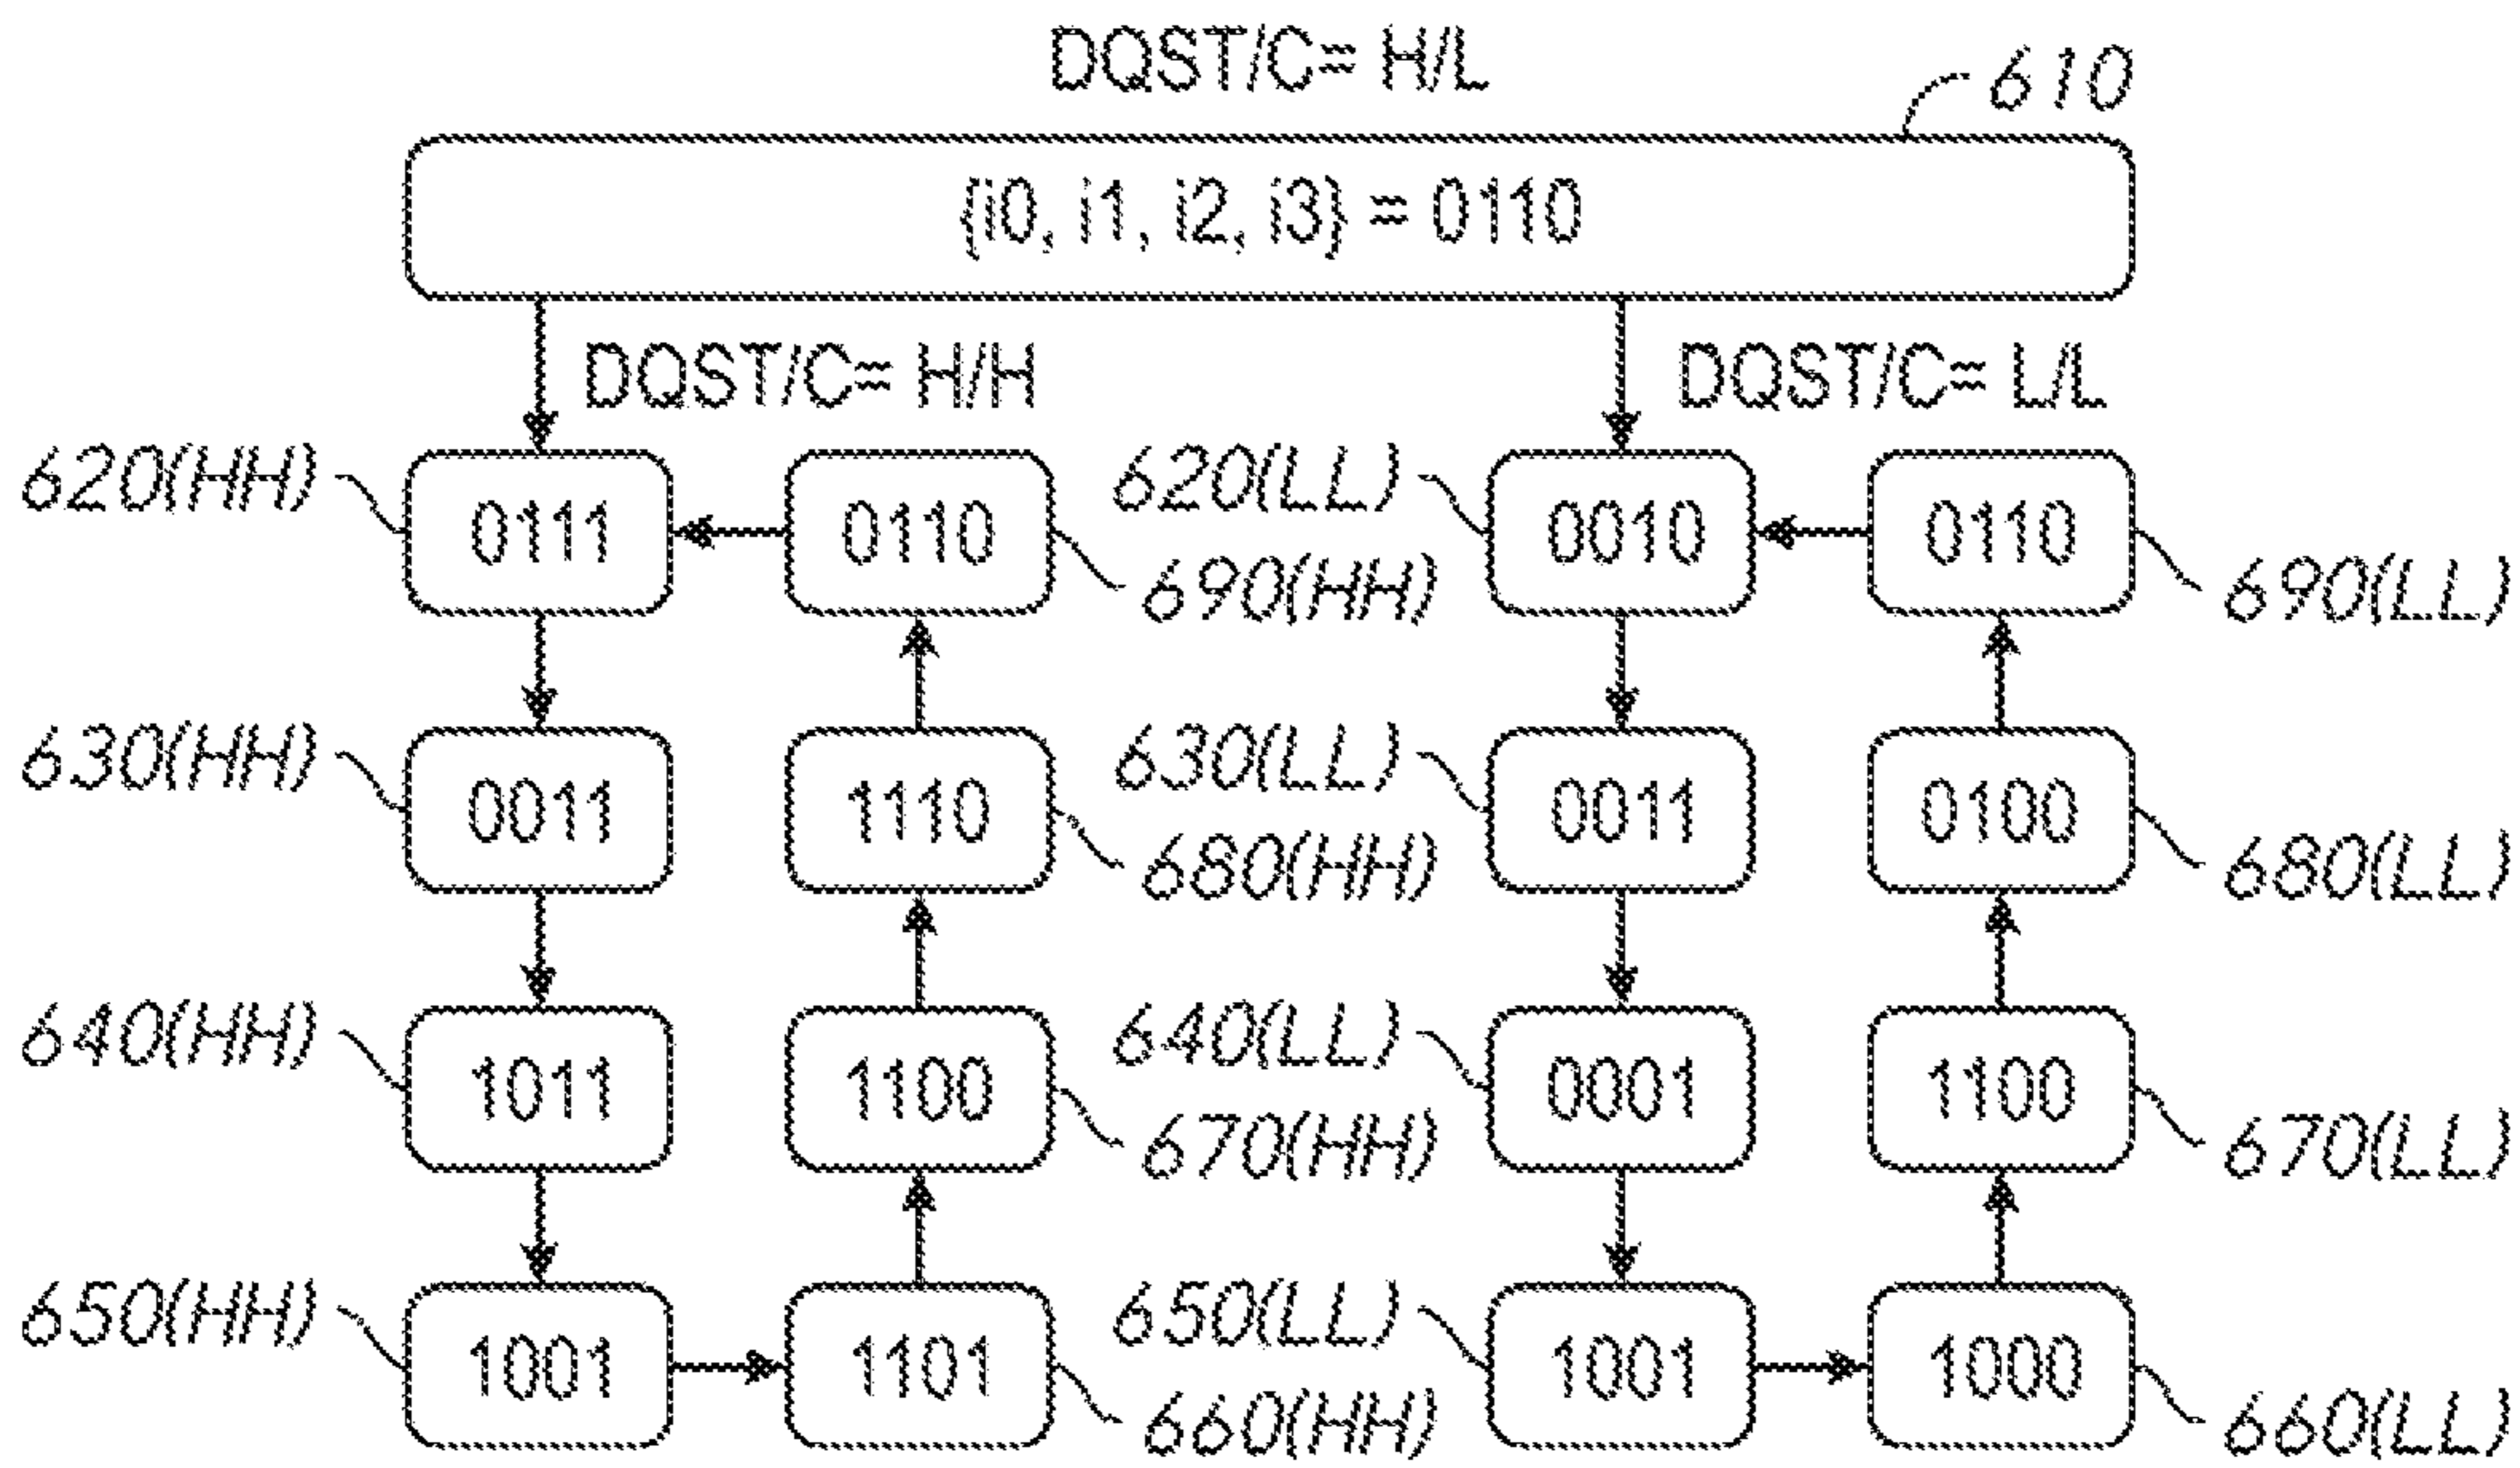 DQST/C= H/L
610
{i0, i1, i2, i3} = 0110
DQST/C= H/H
DQST/C= L/L
620(HH)
0111
0110
690(HH)
620(LL)
0010
0110
690(LL)
630(HH)
0011
1110
680(HH)
630(LL)
0011
0100
680(LL)
640(HH)
1011
1100
670(HH)
640(LL)
0001
1100
670(LL)
650(HH)
1001
1101
660(HH)
650(LL)
1001
1000
660(LL)